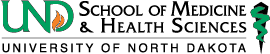 UND SCHOOL OF MEDICINE
& HEALTH SCIENCES
UNIVERSITY OF NORTH DAKOTA